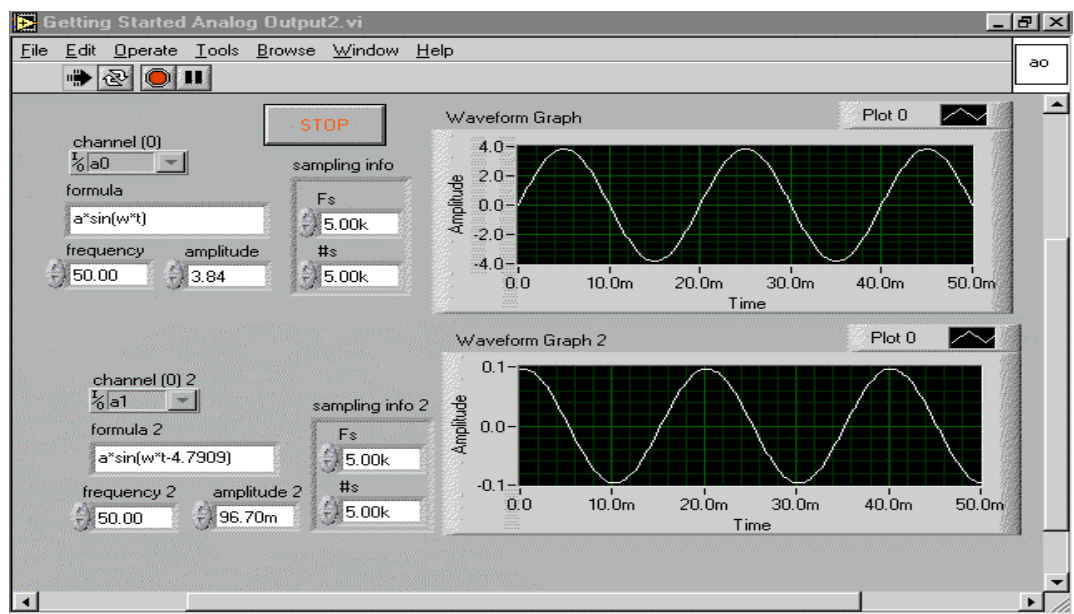 Getting Started Analog Output2.vi
File Edit Operate Tools Browse Window Help
ao
STOP
channel (0)
a0
formula
a*sin(w*t)
frequency amplitude
50.00 3.84
sampling info
Fs
5.00k
#s
5.00k
Waveform Graph
Plot 0
Amplitude
4.0
2.0
0.0
-2.0
-4.0
0.0 10.0m 20.0m 30.0m 40.0m 50.0m
Time
channel (0) 2
a1
formula 2
a*sin(w*t-4.7909)
frequency 2 amplitude 2
50.00 96.70m
sampling info 2
Fs
5.00k
#s
5.00k
Waveform Graph 2
Plot 0
Amplitude
0.1
0.0
-0.1
0.0 10.0m 20.0m 30.0m 40.0m 50.0m
Time